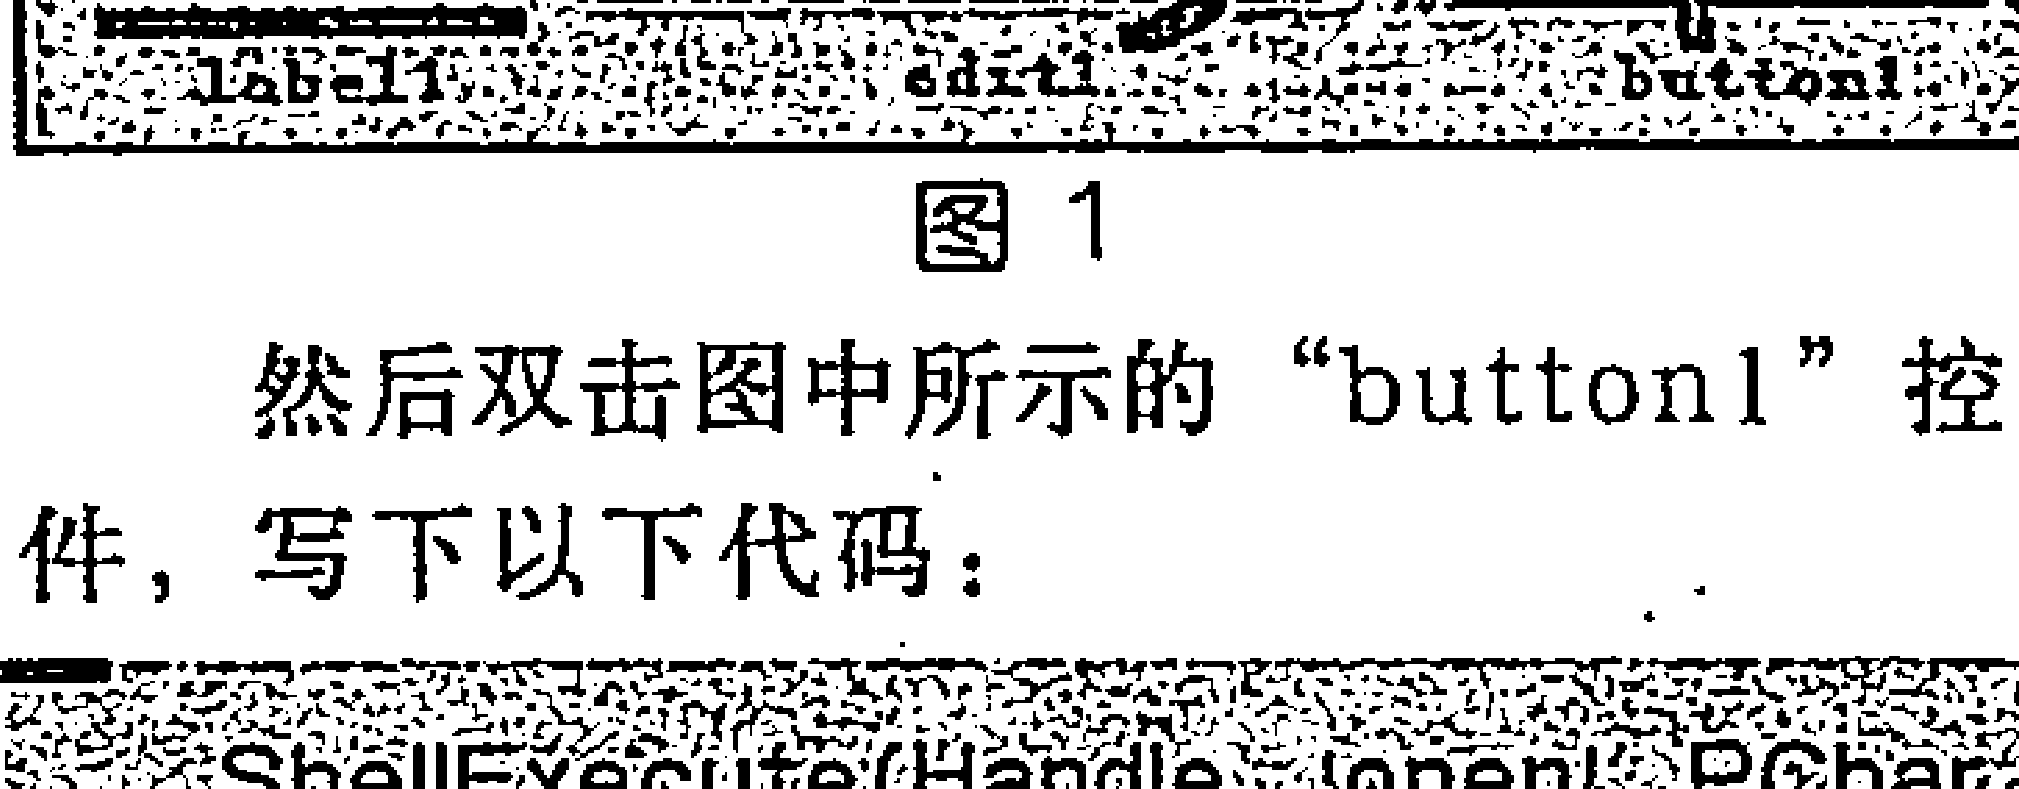 label1 edit1 button1
图 1
然后双击图中所示的 “button1” 控
件，写下以下代码：
ShellExecute(Handle, 'open', PChar